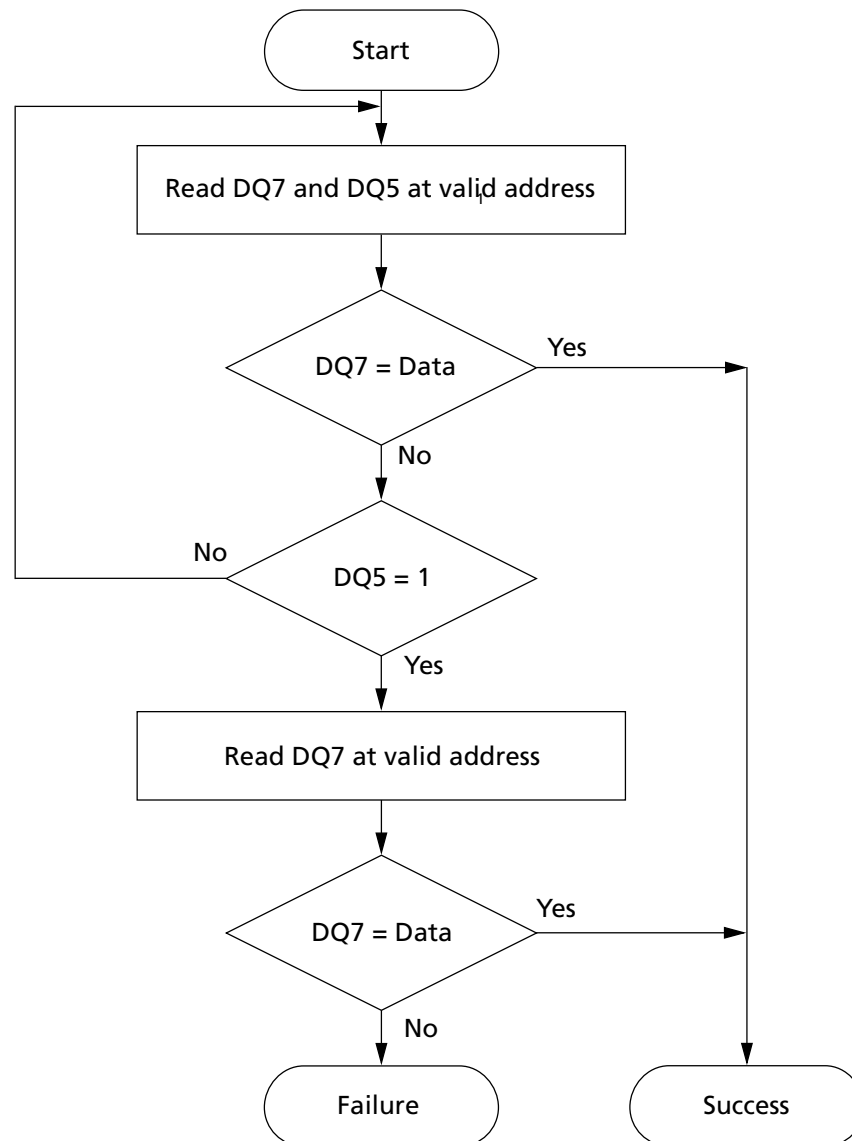 Start
Read DQ7 and DQ5 at valid address
1
DQ7 = Data
Yes
No
No
DQ5 = 1
Yes
Read DQ7 at valid address
DQ7 = Data
Yes
No
Failure
Success